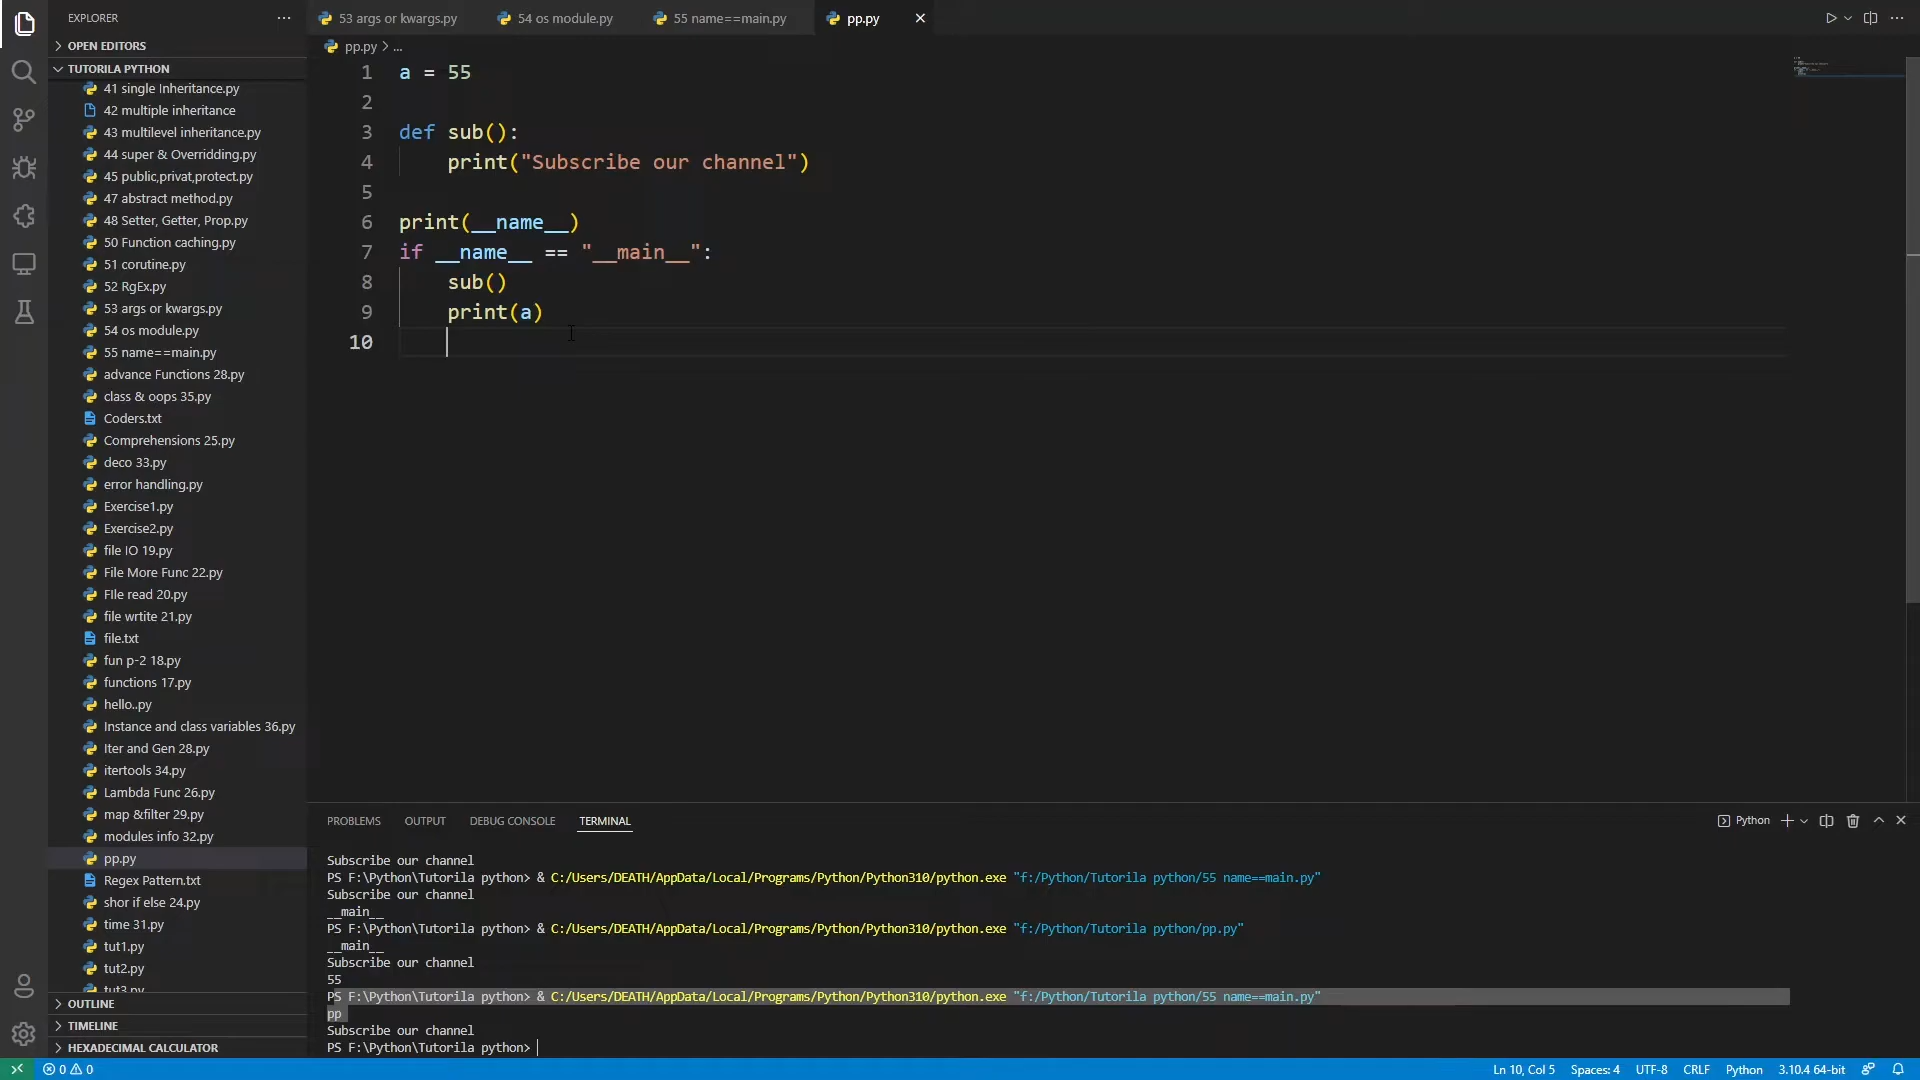 EXPLORER
···
53 args or kwargs.py
54 os module.py
55 name==main.py
pp.py
OPEN EDITORS
pp.py > ...
TUTORILA PYTHON
41 single Inheritance.py
42 multiple inheritance
43 multilevel inheritance.py
44 super & Overridding.py
45 public,privat,protect.py
47 abstract method.py
48 Setter, Getter, Prop.py
50 Function caching.py
51 corutine.py
52 RgEx.py
53 args or kwargs.py
54 os module.py
55 name==main.py
advance Functions 28.py
class & oops 35.py
Coders.txt
Comprehensions 25.py
deco 33.py
error handling.py
Exercise1.py
Exercise2.py
file IO 19.py
File More Func 22.py
FIle read 20.py
file wrtite 21.py
file.txt
fun p-2 18.py
functions 17.py
hello..py
Instance and class variables 36.py
Iter and Gen 28.py
itertools 34.py
Lambda Func 26.py
map &filter 29.py
modules info 32.py
pp.py
Regex Pattern.txt
shor if else 24.py
time 31.py
tut1.py
tut2.py
tut3.py
OUTLINE
TIMELINE
HEXADECIMAL CALCULATOR
1 a = 55
2
3 def sub():
4     print("Subscribe our channel")
5
6 print(__name__)
7 if __name__ == "__main__":
8     sub()
9     print(a)
10
PROBLEMS
OUTPUT
DEBUG CONSOLE
TERMINAL
Python
Subscribe our channel
PS F:\Python\Tutorila python> & C:/Users/DEATH/AppData/Local/Programs/Python/Python310/python.exe "f:/Python/Tutorila python/55 name==main.py"
Subscribe our channel
__main__
PS F:\Python\Tutorila python> & C:/Users/DEATH/AppData/Local/Programs/Python/Python310/python.exe "f:/Python/Tutorila python/pp.py"
__main__
Subscribe our channel
55
PS F:\Python\Tutorila python> & C:/Users/DEATH/AppData/Local/Programs/Python/Python310/python.exe "f:/Python/Tutorila python/55 name==main.py"
pp
Subscribe our channel
PS F:\Python\Tutorila python>
0 0
Ln 10, Col 5
Spaces: 4
UTF-8
CRLF
Python
3.10.4 64-bit